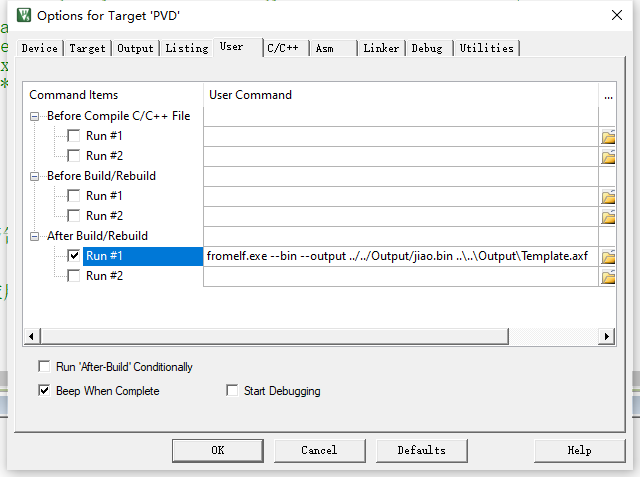 Options for Target 'PVD'
Device Target Output Listing User C/C++ Asm Linker Debug Utilities
Command Items User Command ...
Before Compile C/C++ File
Run #1
Run #2
Before Build/Rebuild
Run #1
Run #2
After Build/Rebuild
Run #1 fromelf.exe --bin --output ../../Output/jiao.bin ..\..\Output\Template.axf
Run #2
Run 'After-Build' Conditionally
Beep When Complete Start Debugging
OK Cancel Defaults Help